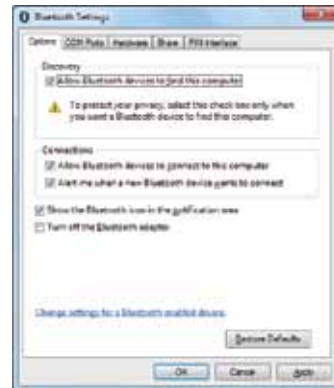 Bluetooth Settings
Options COM Ports Hardware Share PIN Interface
Discovery
Allow Bluetooth devices to find this computer
To protect your privacy, select this check box only when
you want a Bluetooth device to find this computer.
Connections
Allow Bluetooth devices to connect to this computer
Alert me when a new Bluetooth device wants to connect
Show the Bluetooth icon in the notification area
Turn off the Bluetooth adapter
Change settings for a Bluetooth enabled device.
Restore Defaults
OK Cancel Apply